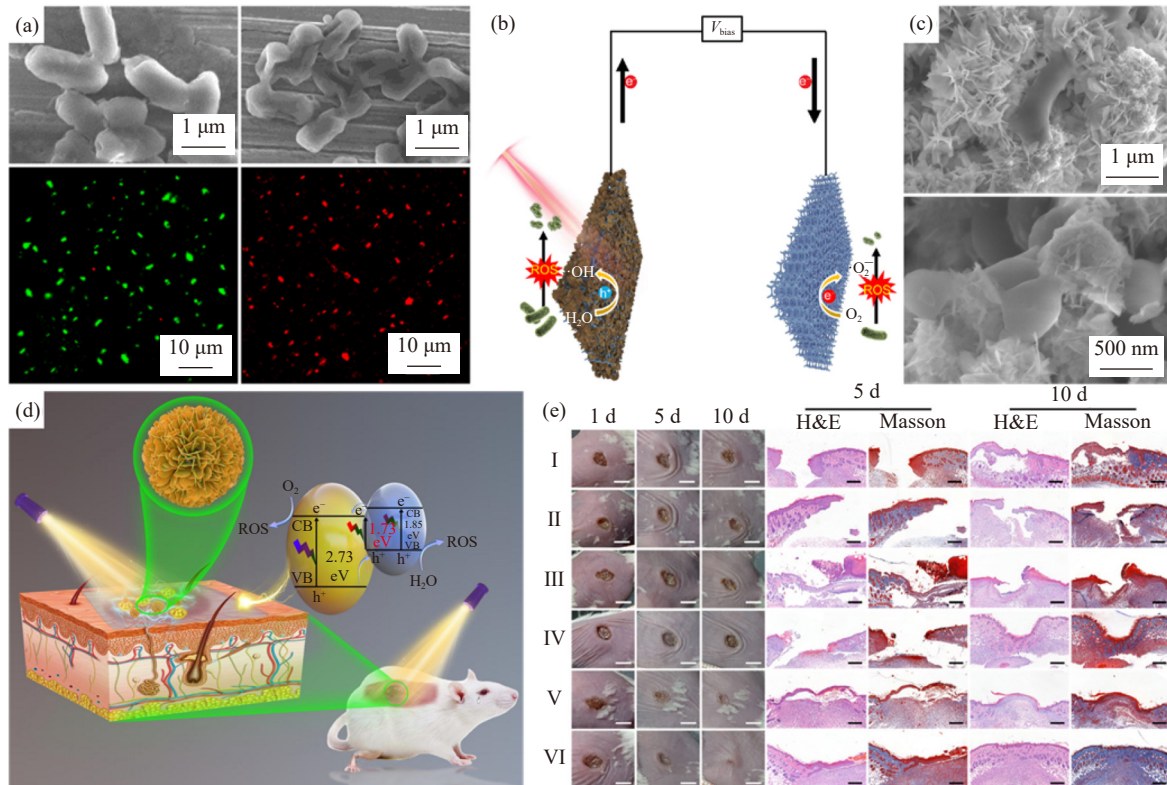 (a)
1 μm
1 μm
10 μm
10 μm
(b)
V_bias
e⁻
e⁻
ROS
·OH
h⁺
H₂O
·O₂⁻
e⁻
ROS
O₂
(c)
1 μm
500 nm
(d)
O₂
ROS
e⁻
CB
2.73
eV
VB
h⁺
e⁻
1.73
eV
h⁺
e⁻
CB
1.85
eV
VB
h⁺
ROS
H₂O
(e)
1 d 5 d 10 d
5 d 10 d
H&E Masson H&E Masson
I
II
III
IV
V
VI